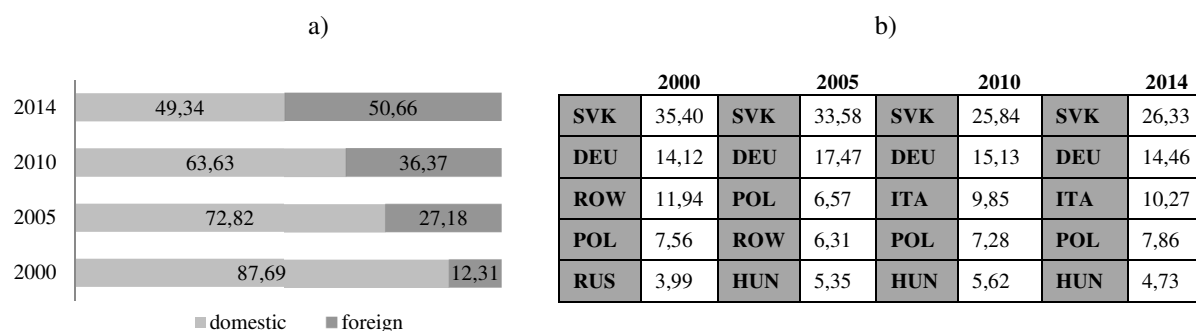 a)
2014 49,34 50,66
2010 63,63 36,37
2005 72,82 27,18
2000 87,69 12,31
domestic foreign
b)
2000 2005 2010 2014
SVK 35,40 SVK 33,58 SVK 25,84 SVK 26,33
DEU 14,12 DEU 17,47 DEU 15,13 DEU 14,46
ROW 11,94 POL 6,57 ITA 9,85 ITA 10,27
POL 7,56 ROW 6,31 POL 7,28 POL 7,86
RUS 3,99 HUN 5,35 HUN 5,62 HUN 4,73